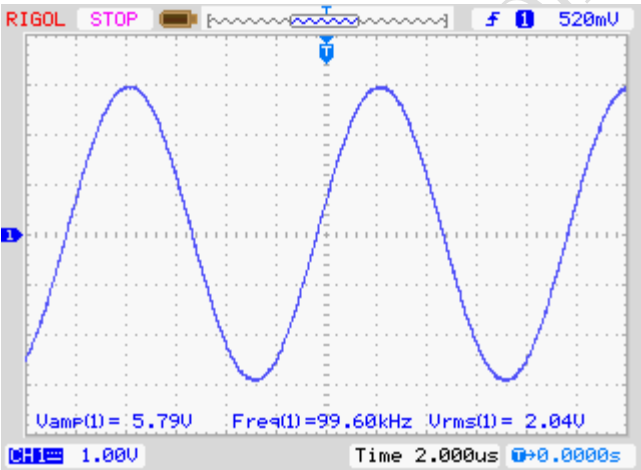 RIGOL STOP T 1 520mV
T
1
Vamp(1)= 5.79V Freq(1)=99.60kHz Vrms(1)= 2.04V
CH1 1.00V Time 2.000us T→0.0000s